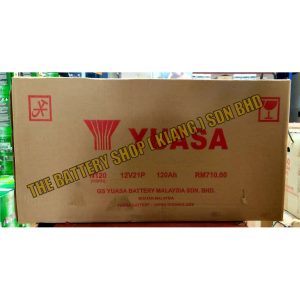 YUASA
THE BATTERY SHOP ( KLANG ) SDN BHD
N120 12V21P 120Ah RM710.00
GS YUASA BATTERY MALAYSIA SDN. BHD.